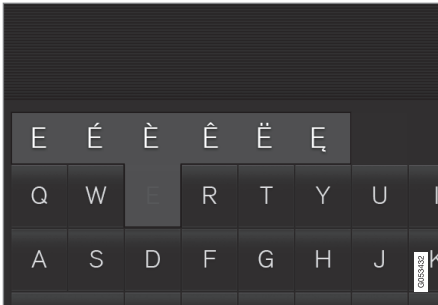 E É È Ê Ë Ę
Q W E R T Y U I
A S D F G H J K
G053432